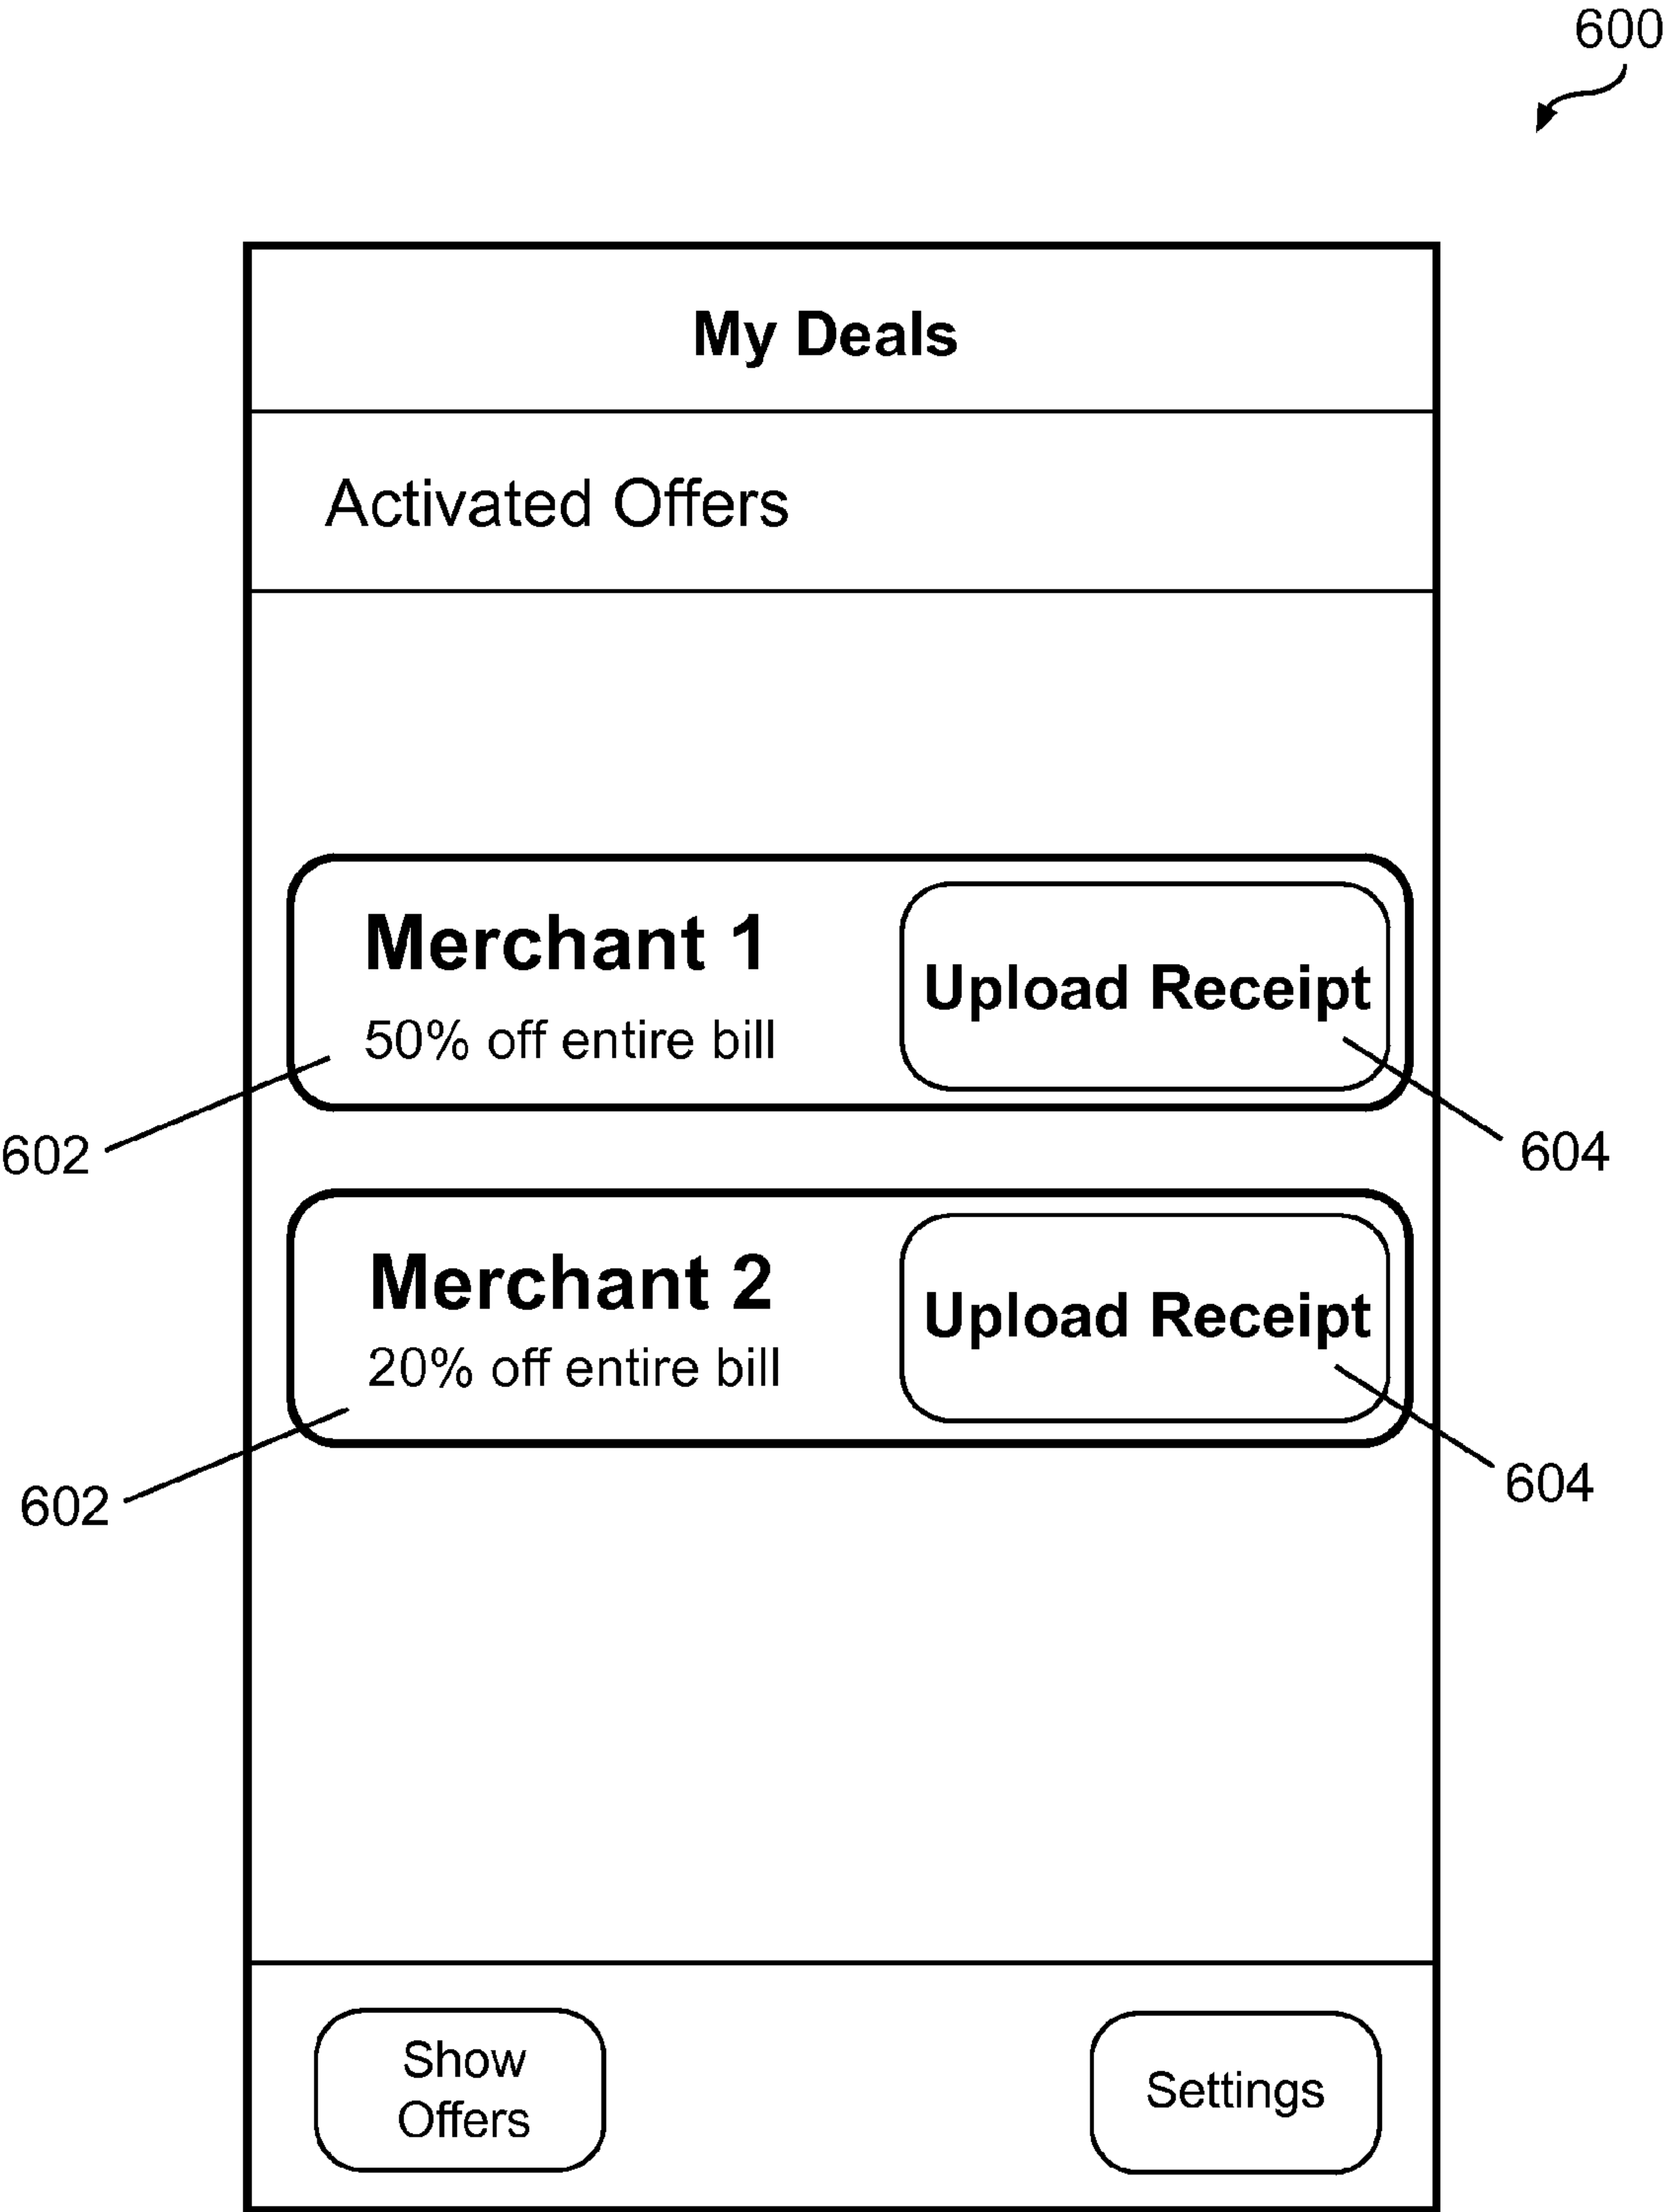 600
My Deals
Activated Offers
Merchant 1
50% off entire bill
Upload Receipt
602
604
Merchant 2
20% off entire bill
Upload Receipt
602
604
Show
Offers
Settings